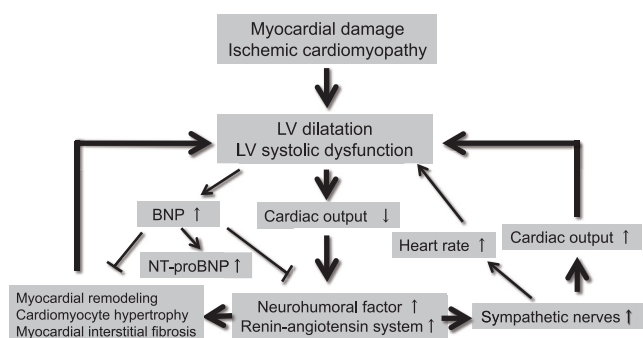 Myocardial damage
Ischemic cardiomyopathy
LV dilatation
LV systolic dysfunction
BNP ↑
Cardiac output ↓
NT-proBNP ↑
Heart rate ↑
Cardiac output ↑
Myocardial remodeling
Cardiomyocyte hypertrophy
Myocardial interstitial fibrosis
Neurohumoral factor ↑
Renin-angiotensin system ↑
Sympathetic nerves ↑